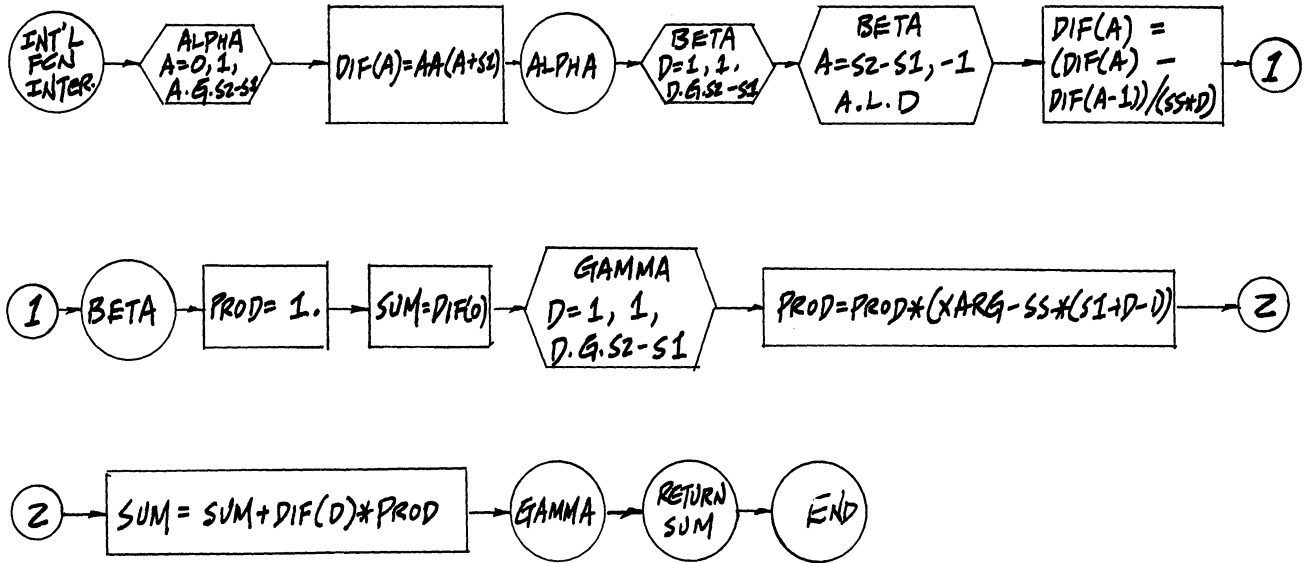 INT'L
FCN
INTER.
ALPHA
A=0,1,
A.G.S2-S1
DIF(A)=AA(A+S1)
ALPHA
BETA
D=1, 1.
D.G.S2-S1
BETA
A=S2-S1, -1
A.L.D
DIF(A) =
(DIF(A) -
DIF(A-1))/(SS*D)
1
1
BETA
PROD= 1.
SUM=DIF(0)
GAMMA
D=1, 1,
D.G.S2-S1
PROD=PROD*(XARG-SS*(S1+D-1))
2
2
SUM = SUM+DIF(D)*PROD
GAMMA
RETURN
SUM
END